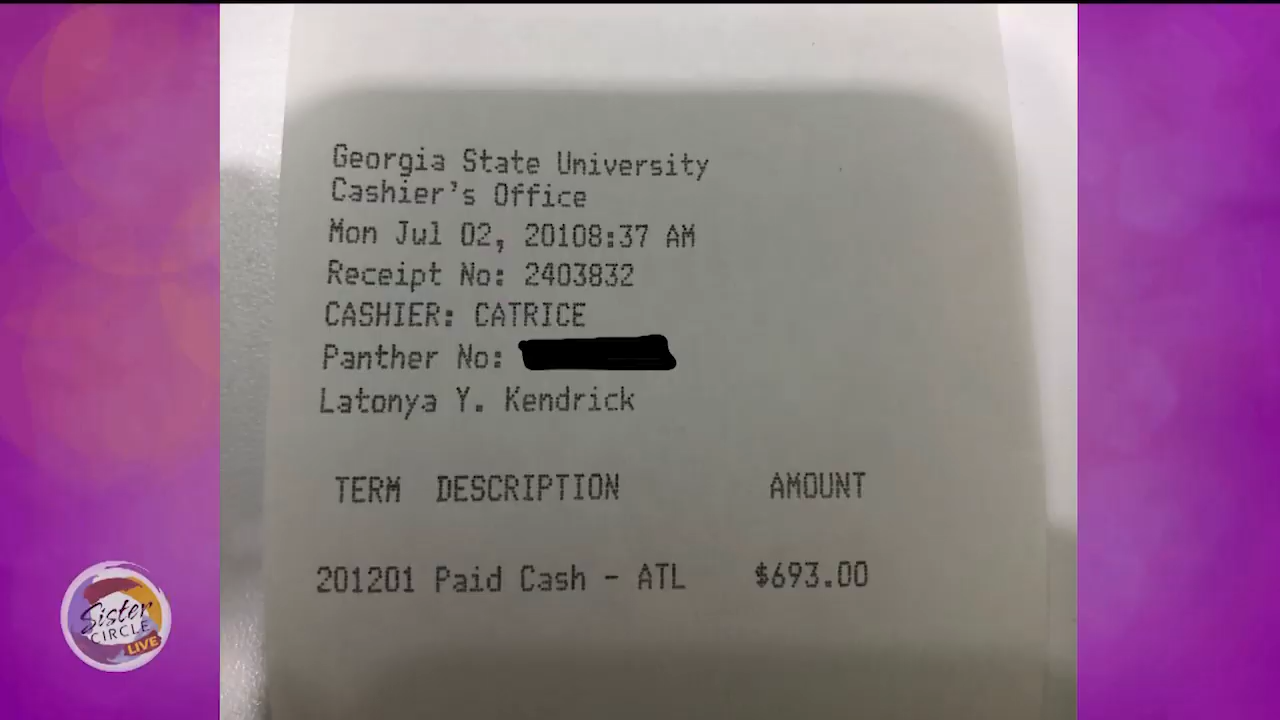 Georgia State University
Cashier's Office
Mon Jul 02, 20108:37 AM
Receipt No: 2403832
CASHIER: CATRICE
Panther No:
Latonya Y. Kendrick
TERM DESCRIPTION AMOUNT
201201 Paid Cash - ATL $693.00
Sister
CIRCLE
LIVE